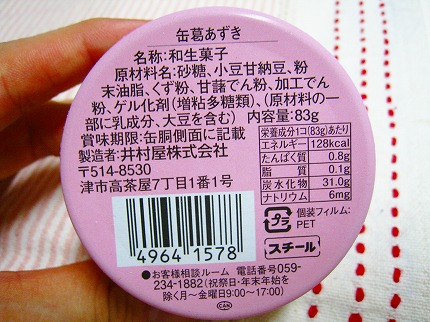 缶葛あずき
名称:和生菓子
原材料名:砂糖、小豆甘納豆、粉
末油脂、くず粉、甘藷でん粉、加工でん
粉、ゲル化剤(増粘多糖類)、(原材料の一
部に乳成分、大豆を含む) 内容量:83g
賞味期限:缶胴側面に記載
製造者:井村屋株式会社
〒514-8530
津市高茶屋7丁目1番1号
栄養成分1コ(83g)あたり
エネルギー 128kcal
たんぱく質 0.8g
脂質 0.1g
炭水化物 31.0g
ナトリウム 6mg
プラ
個装フィルム:
PET
スチール
4964 1578
●お客様相談ルーム 電話番号059-
234-1882(祝日・年末年始を
除く月〜金曜日9:00〜17:00)
CAN